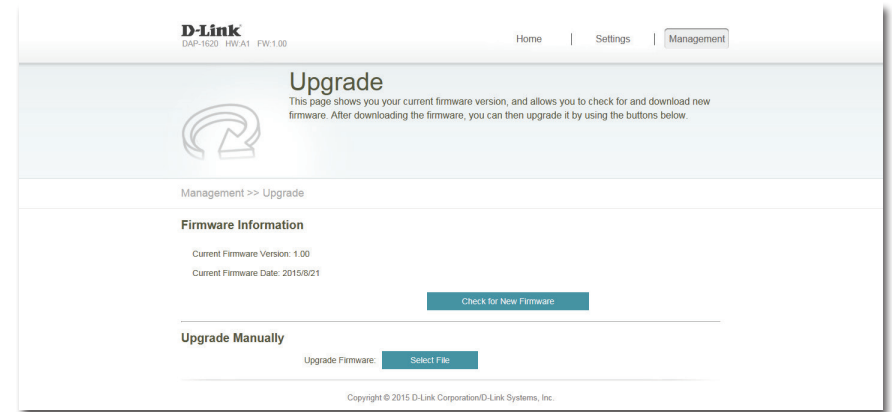 D-Link
DAP-1620 HW:A1 FW:1.00
Home | Settings | Management
Upgrade
This page shows you your current firmware version, and allows you to check for and download new
firmware. After downloading the firmware, you can then upgrade it by using the buttons below.
Management >> Upgrade
Firmware Information
Current Firmware Version: 1.00
Current Firmware Date: 2015/8/21
Check for New Firmware
Upgrade Manually
Upgrade Firmware: Select File
Copyright © 2015 D-Link Corporation/D-Link Systems, Inc.